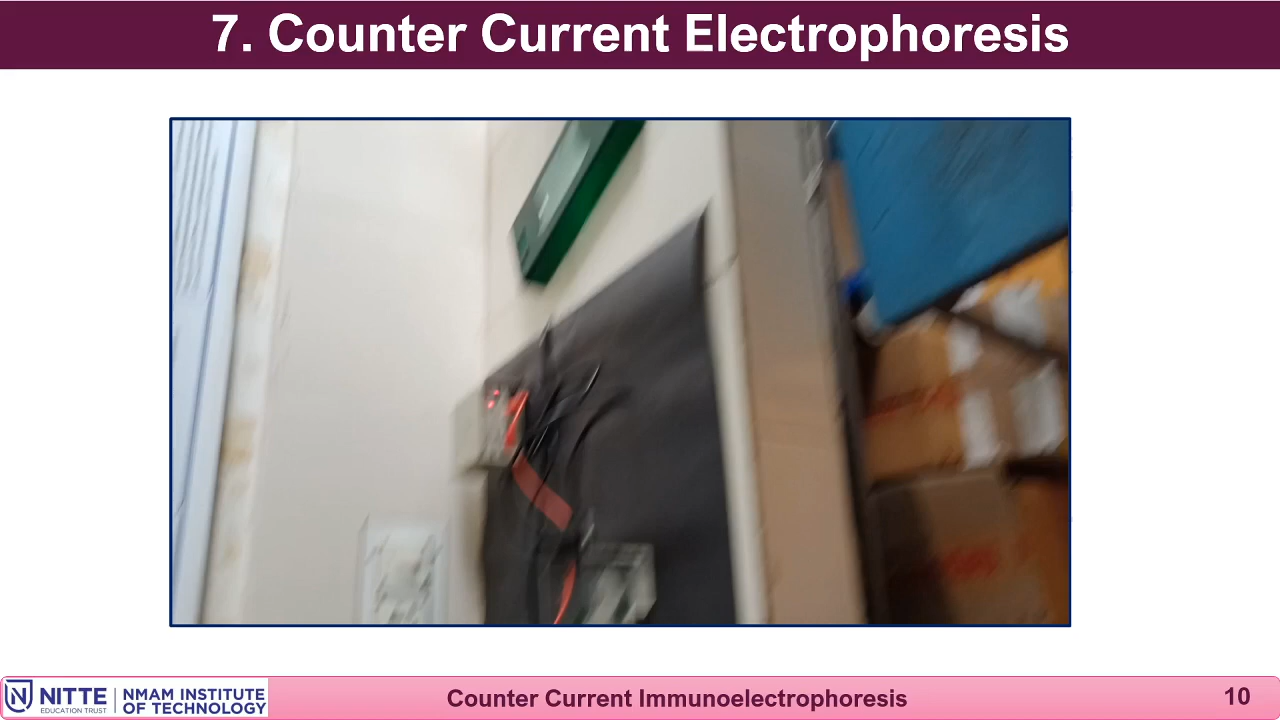 7. Counter Current Electrophoresis
NITTE
EDUCATION TRUST
NMAM INSTITUTE
OF TECHNOLOGY
Counter Current Immunoelectrophoresis
10